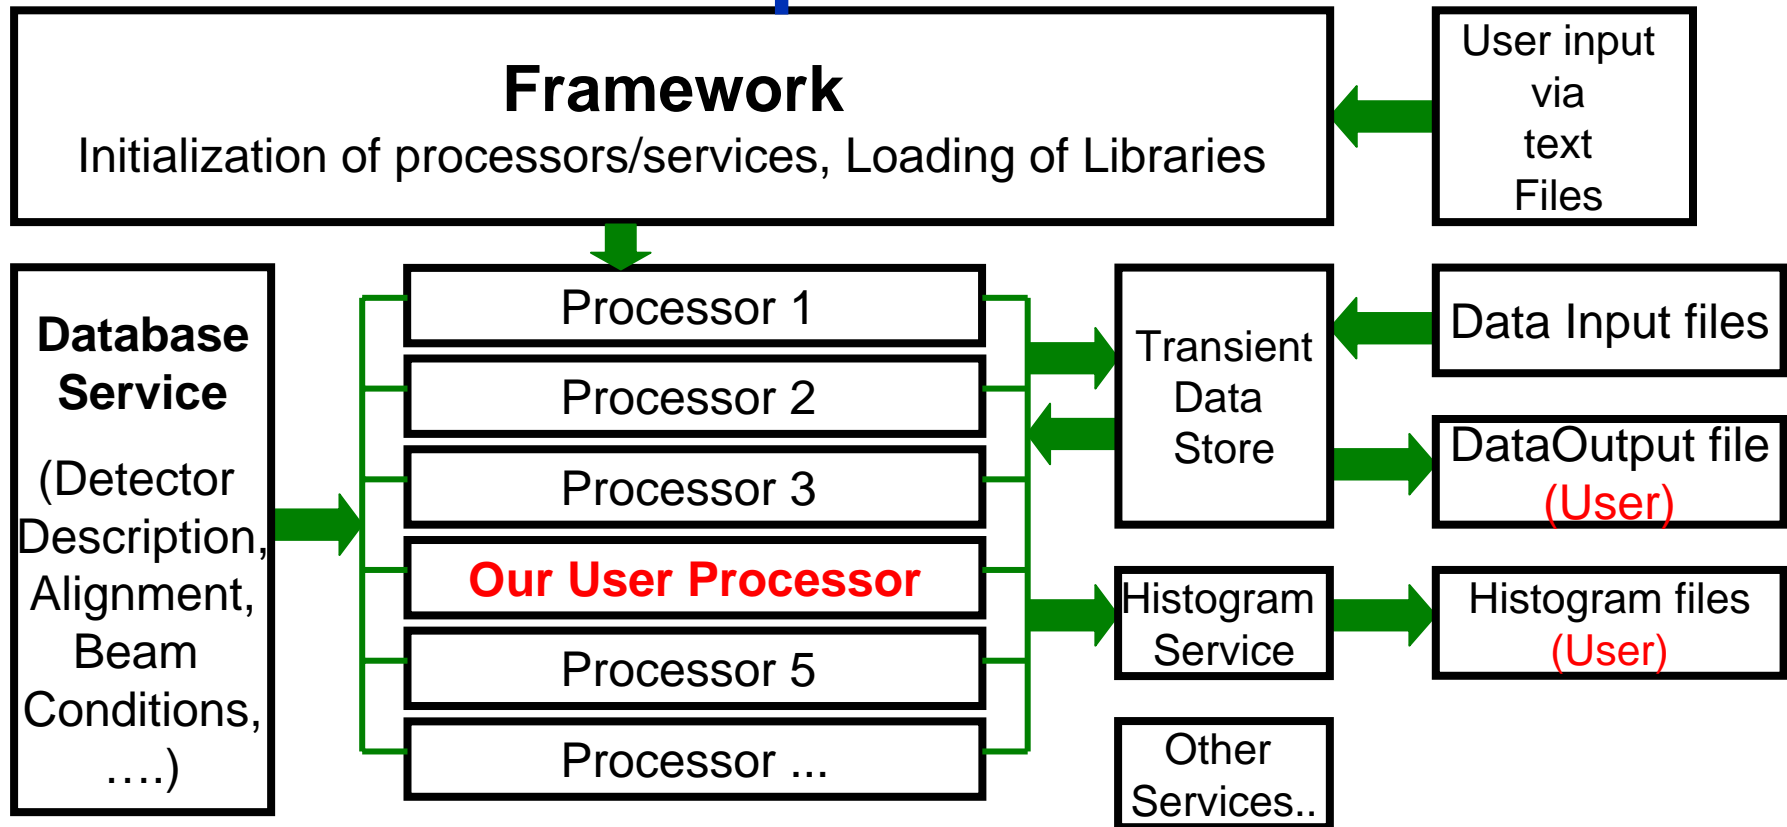 Framework
Initialization of processors/services, Loading of Libraries
User input
via
text
Files
Database
Service
(Detector
Description,
Alignment,
Beam
Conditions,
….)
Processor 1
Processor 2
Processor 3
Our User Processor
Processor 5
Processor ...
Transient
Data
Store
Histogram
Service
Other
Services..
Data Input files
DataOutput file
(User)
Histogram files
(User)